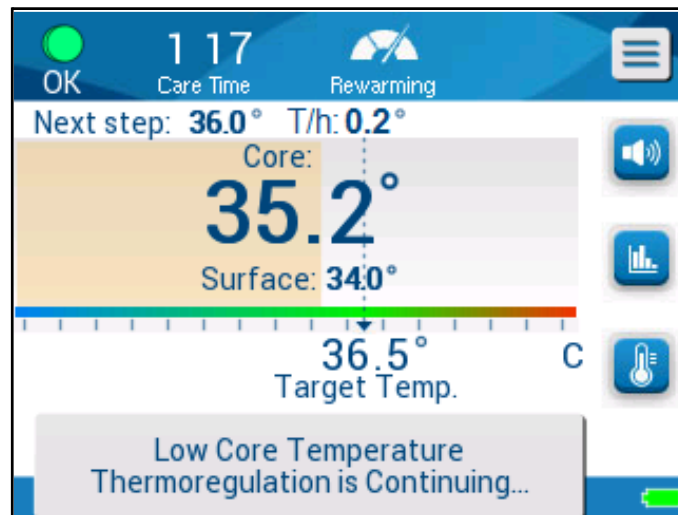 OK
1 17
Care Time
Rewarming
Next step: 36.0° T/h: 0.2°
Core:
35.2°
Surface: 34.0°
36.5° C
Target Temp.
Low Core Temperature
Thermoregulation is Continuing...